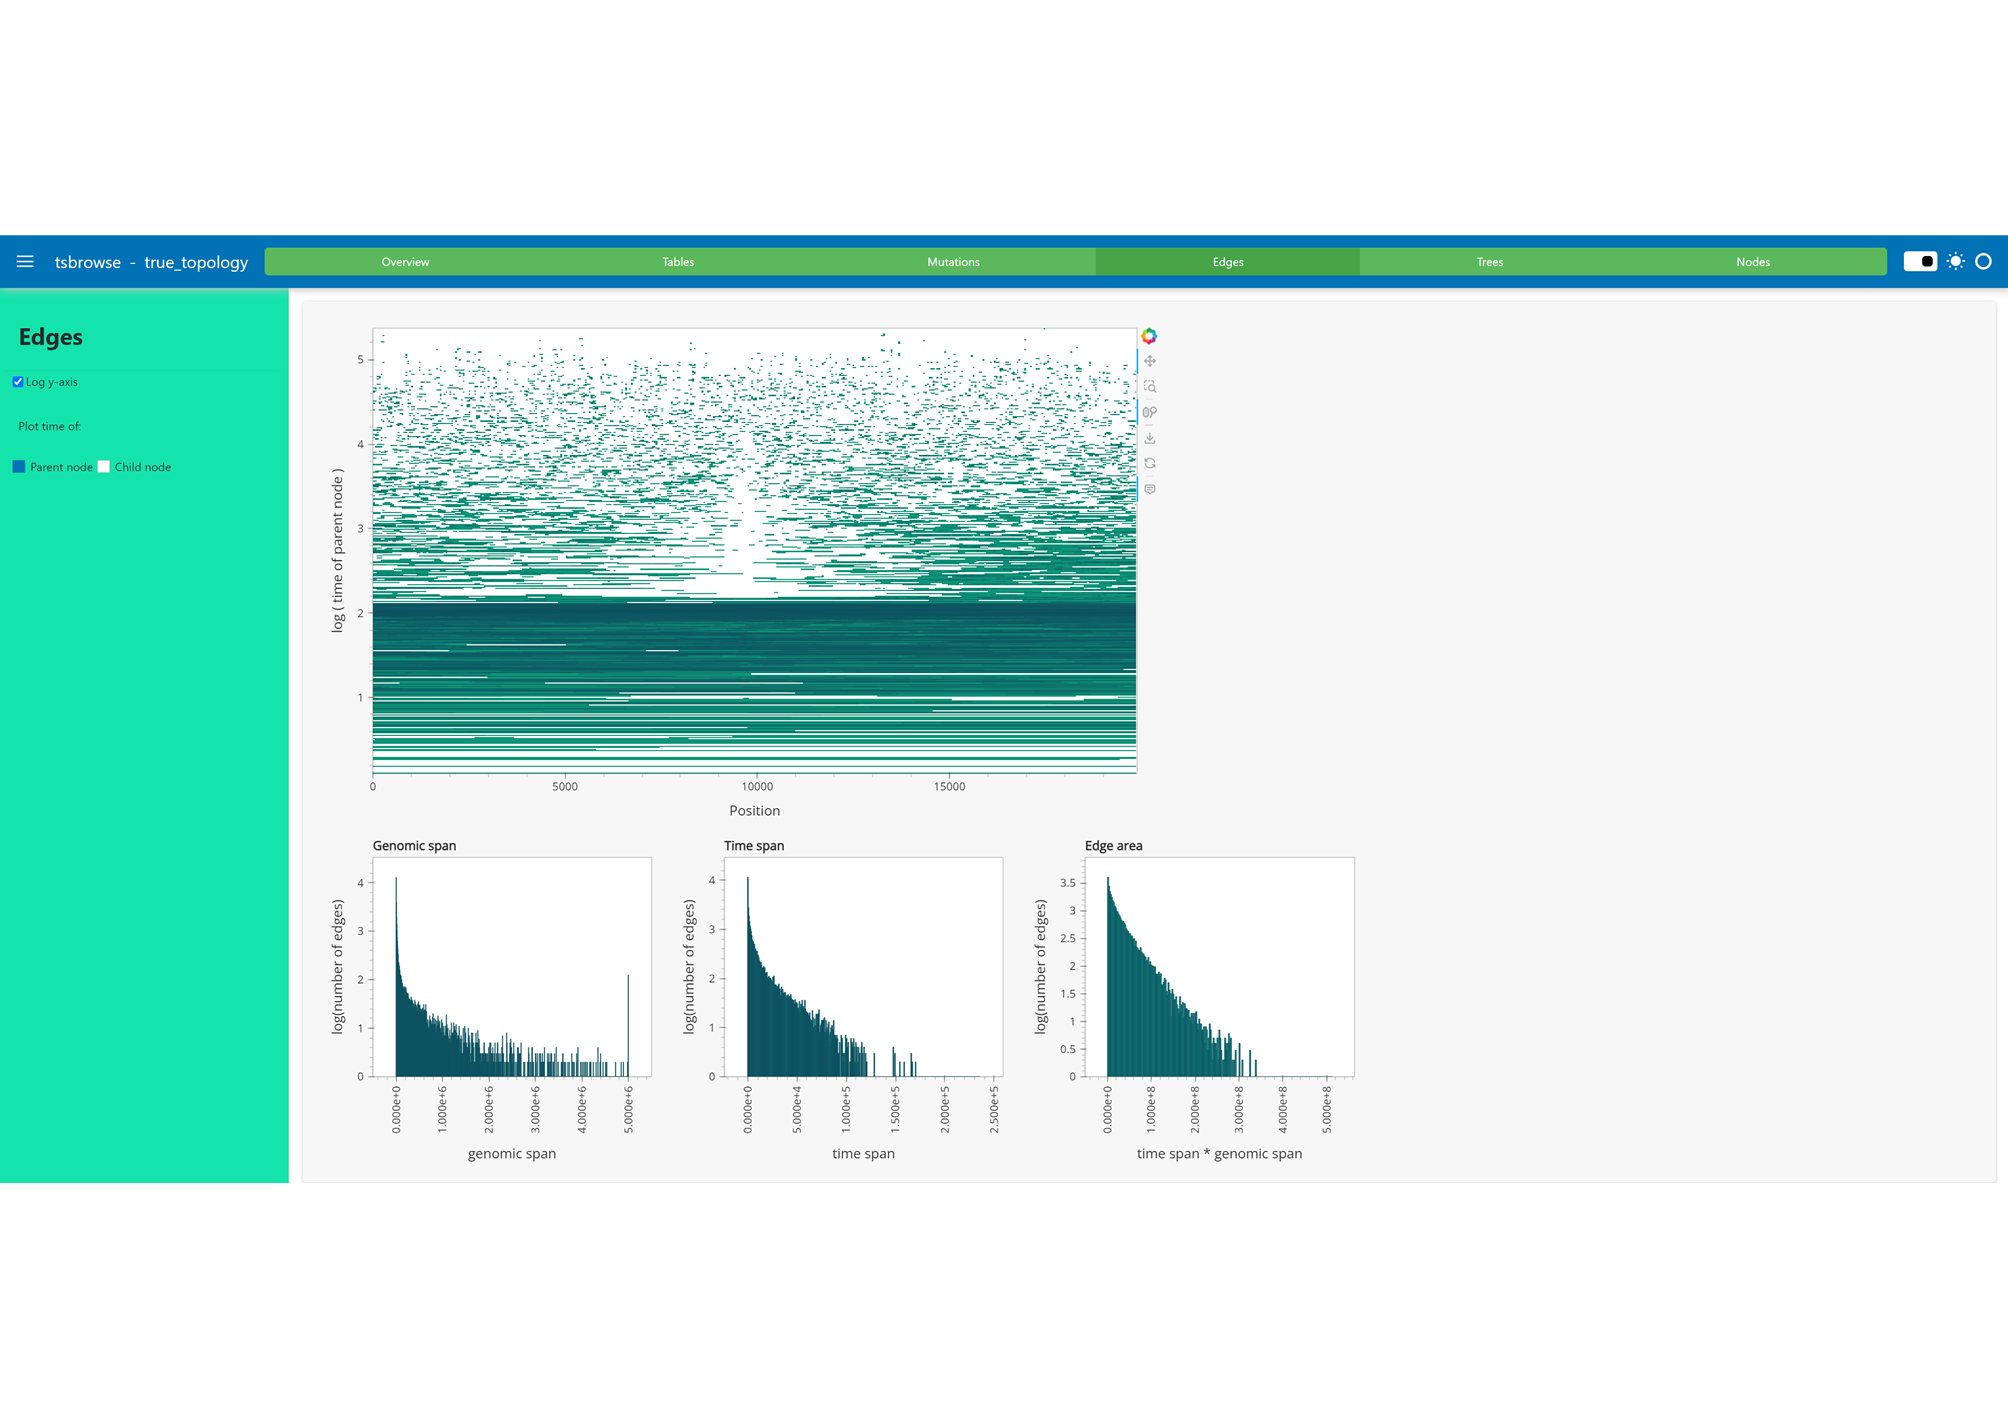 tsbrowse - true_topology
Overview
Tables
Mutations
Edges
Trees
Nodes
Edges
Log y-axis
Plot time of:
Parent node
Child node
log ( time of parent node )
5
4
3
2
1
0
5000
10000
15000
Position
Genomic span
log(number of edges)
4
3
2
1
0
0.000e+0
1.000e+6
2.000e+6
3.000e+6
4.000e+6
5.000e+6
genomic span
Time span
log(number of edges)
4
3
2
1
0
0.000e+0
5.000e+4
1.000e+5
1.500e+5
2.000e+5
2.500e+5
time span
Edge area
log(number of edges)
3.5
3
2.5
2
1.5
1
0.5
0
0.000e+0
1.000e+8
2.000e+8
3.000e+8
4.000e+8
5.000e+8
time span * genomic span